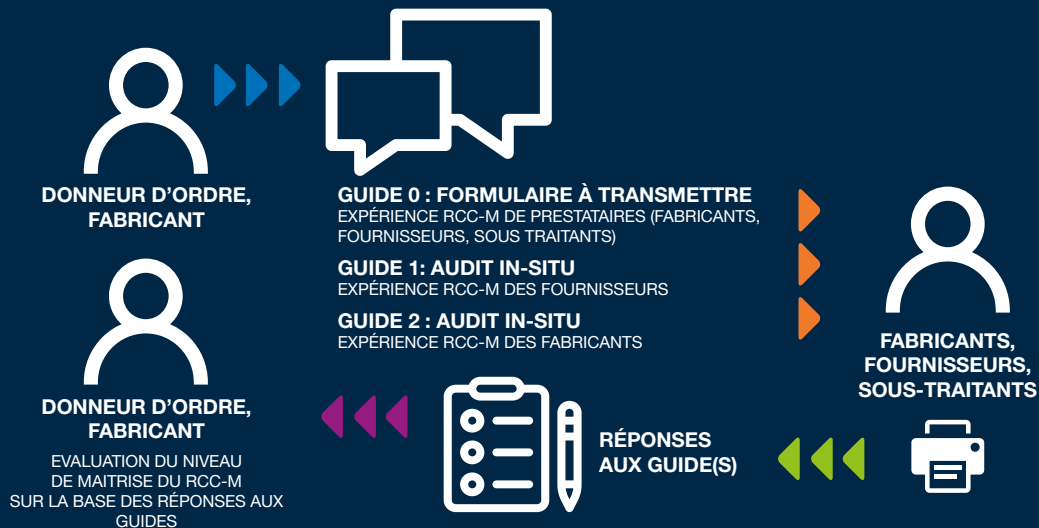 DONNEUR D'ORDRE,
FABRICANT
GUIDE 0 : FORMULAIRE À TRANSMETTRE
EXPÉRIENCE RCC-M DE PRESTATAIRES (FABRICANTS,
FOURNISSEURS, SOUS TRAITANTS)
GUIDE 1: AUDIT IN-SITU
EXPÉRIENCE RCC-M DES FOURNISSEURS
GUIDE 2 : AUDIT IN-SITU
EXPÉRIENCE RCC-M DES FABRICANTS
FABRICANTS,
FOURNISSEURS,
SOUS-TRAITANTS
RÉPONSES
AUX GUIDE(S)
DONNEUR D'ORDRE,
FABRICANT
EVALUATION DU NIVEAU
DE MAITRISE DU RCC-M
SUR LA BASE DES RÉPONSES AUX
GUIDES